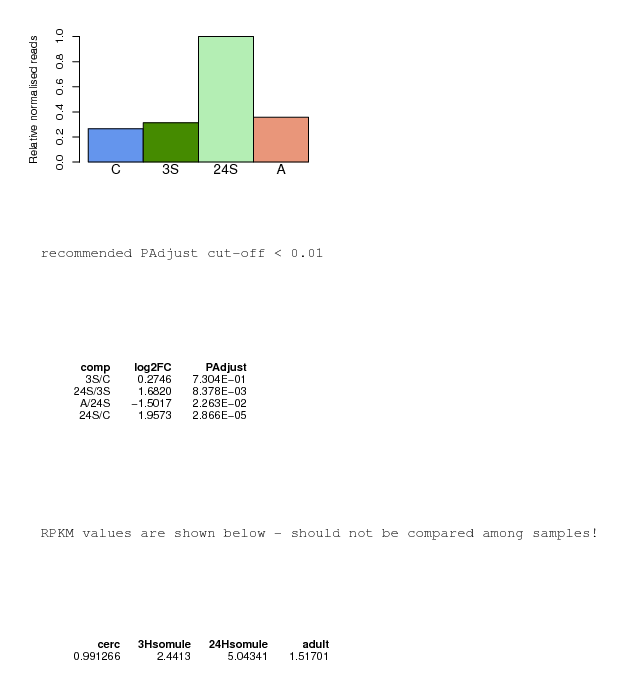 Relative normalised reads
1.0
0.8
0.6
0.4
0.2
0.0
C 3S 24S A
recommended PAdjust cut-off < 0.01
comp log2FC PAdjust
3S/C 0.2746 7.304E-01
24S/3S 1.6820 8.378E-03
A/24S -1.5017 2.263E-02
24S/C 1.9573 2.866E-05
RPKM values are shown below - should not be compared among samples!
cerc 3Hsomule 24Hsomule adult
0.991266 2.4413 5.04341 1.51701